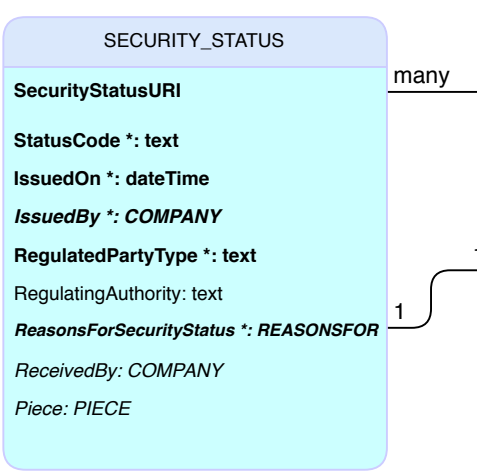 SECURITY_STATUS
many
SecurityStatusURI
StatusCode *: text
IssuedOn *: dateTime
IssuedBy *: COMPANY
RegulatedPartyType *: text
RegulatingAuthority: text
1
ReasonsForSecurityStatus *: REASONSFOR
ReceivedBy: COMPANY
Piece: PIECE